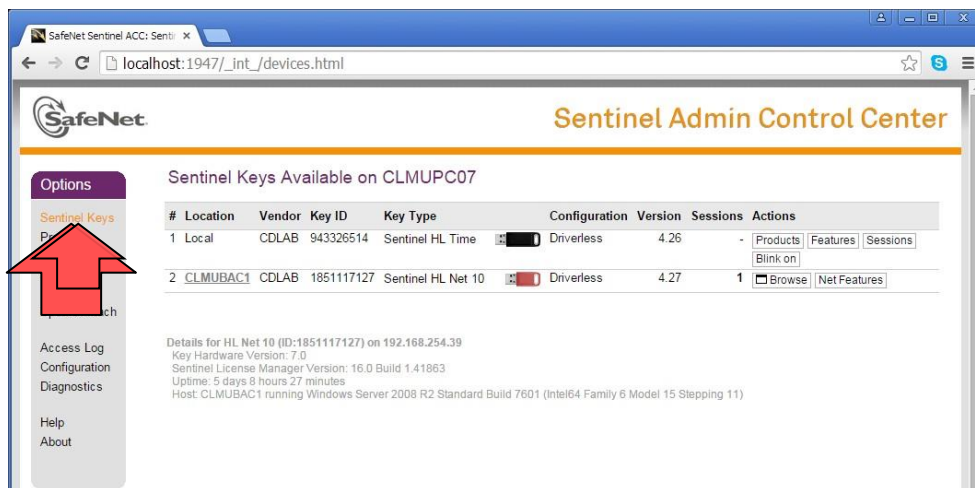 SafeNet Sentinel ACC: Senti
localhost:1947/_int_/devices.html
SafeNet.
Sentinel Admin Control Center
Options
Sentinel Keys
Access Log
Configuration
Diagnostics
Help
About
Sentinel Keys Available on CLMUPC07
# Location Vendor Key ID Key Type Configuration Version Sessions Actions
1 Local CDLAB 943326514 Sentinel HL Time Driverless 4.26 - Products Features Sessions
Blink on
2 CLMUBAC1 CDLAB 1851117127 Sentinel HL Net 10 Driverless 4.27 1 Browse Net Features
Details for HL Net 10 (ID:1851117127) on 192.168.254.39
Key Hardware Version: 7.0
Sentinel License Manager Version: 16.0 Build 1.41863
Uptime: 5 days 8 hours 27 minutes
Host: CLMUBAC1 running Windows Server 2008 R2 Standard Build 7601 (Intel64 Family 6 Model 15 Stepping 11)